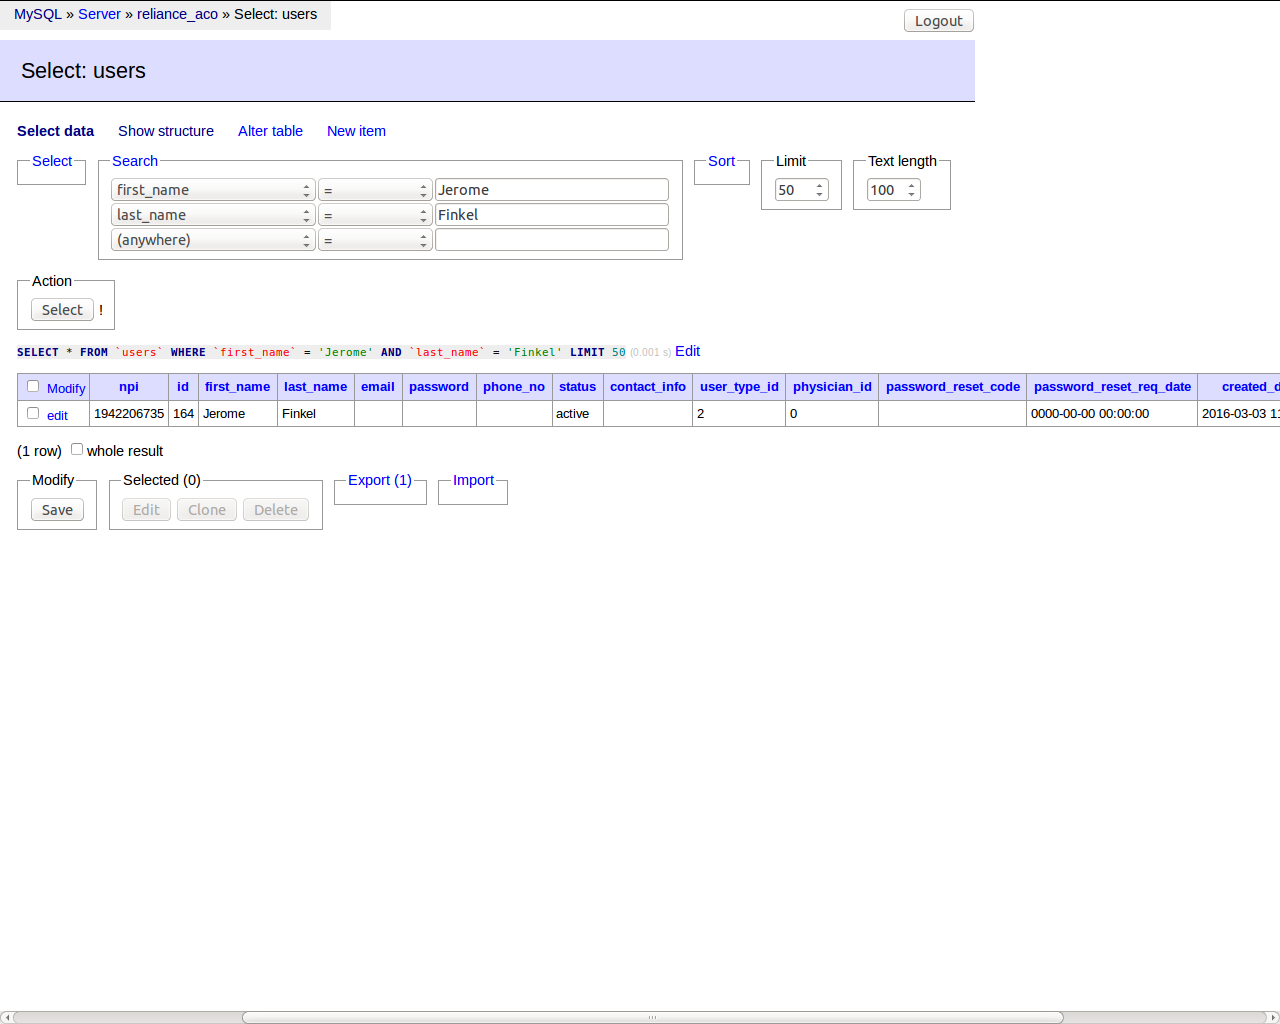 MySQL » Server » reliance_aco » Select: users
Logout
Select: users
Select data Show structure Alter table New item
Select Search Sort Limit Text length
first_name = Jerome 50 100
last_name = Finkel
(anywhere) =
Action
Select !
SELECT * FROM `users` WHERE `first_name` = 'Jerome' AND `last_name` = 'Finkel' LIMIT 50 (0.001 s) Edit
Modify npi id first_name last_name email password phone_no status contact_info user_type_id physician_id password_reset_code password_reset_req_date created_d
edit 1942206735 164 Jerome Finkel active 2 0 0000-00-00 00:00:00 2016-03-03 11
(1 row) whole result
Modify Selected (0) Export (1) Import
Save Edit Clone Delete